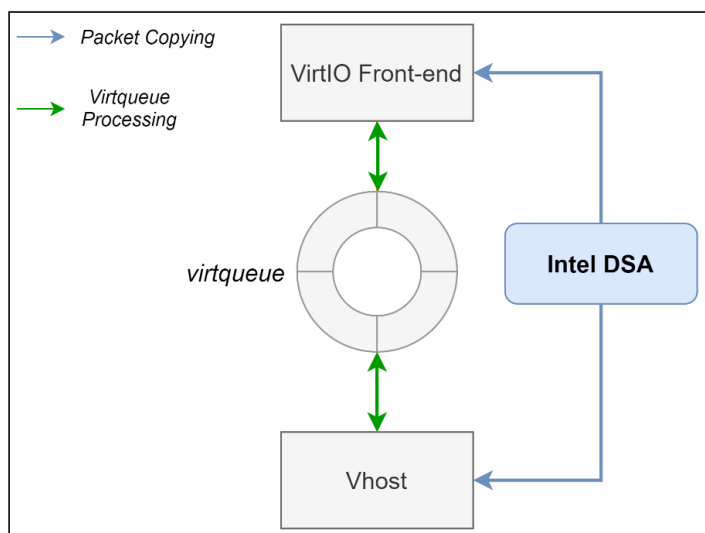 Packet Copying
Virtqueue
Processing
VirtIO Front-end
virtqueue
Intel DSA
Vhost